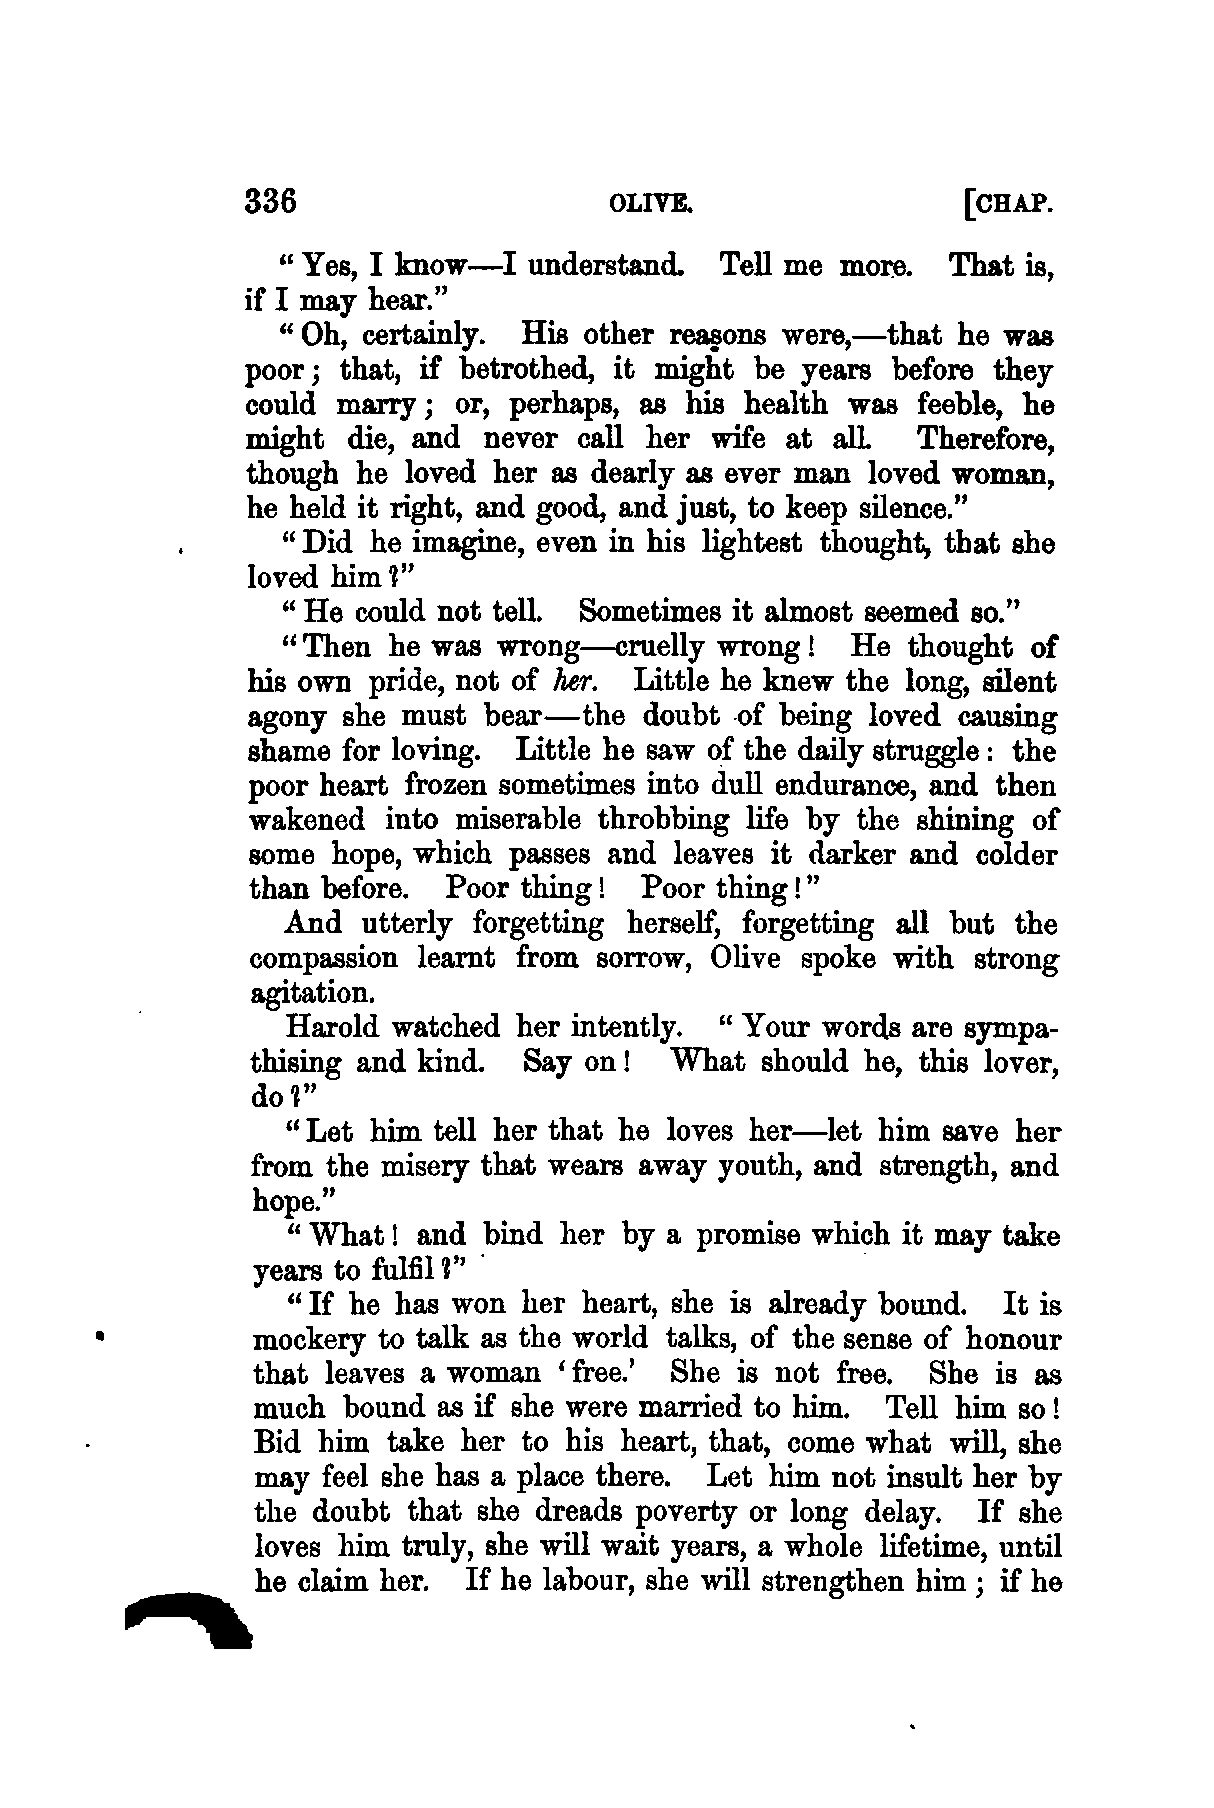 336 OLIVE. [CHAP.
“Yes, I know—I understand. Tell me more. That is,
if I may hear.”
“Oh, certainly. His other reasons were,—that he was
poor; that, if betrothed, it might be years before they
could marry; or, perhaps, as his health was feeble, he
might die, and never call her wife at all. Therefore,
though he loved her as dearly as ever man loved woman,
he held it right, and good, and just, to keep silence.”
“Did he imagine, even in his lightest thought, that she
loved him?”
“He could not tell. Sometimes it almost seemed so.”
“Then he was wrong—cruelly wrong! He thought of
his own pride, not of her. Little he knew the long, silent
agony she must bear—the doubt of being loved causing
shame for loving. Little he saw of the daily struggle: the
poor heart frozen sometimes into dull endurance, and then
wakened into miserable throbbing life by the shining of
some hope, which passes and leaves it darker and colder
than before. Poor thing! Poor thing!”
And utterly forgetting herself, forgetting all but the
compassion learnt from sorrow, Olive spoke with strong
agitation.
Harold watched her intently. “Your words are sympa-
thising and kind. Say on! What should he, this lover,
do?”
“Let him tell her that he loves her—let him save her
from the misery that wears away youth, and strength, and
hope.”
“What! and bind her by a promise which it may take
years to fulfil?”
“If he has won her heart, she is already bound. It is
mockery to talk as the world talks, of the sense of honour
that leaves a woman ‘free.’ She is not free. She is as
much bound as if she were married to him. Tell him so!
Bid him take her to his heart, that, come what will, she
may feel she has a place there. Let him not insult her by
the doubt that she dreads poverty or long delay. If she
loves him truly, she will wait years, a whole lifetime, until
he claim her. If he labour, she will strengthen him; if he